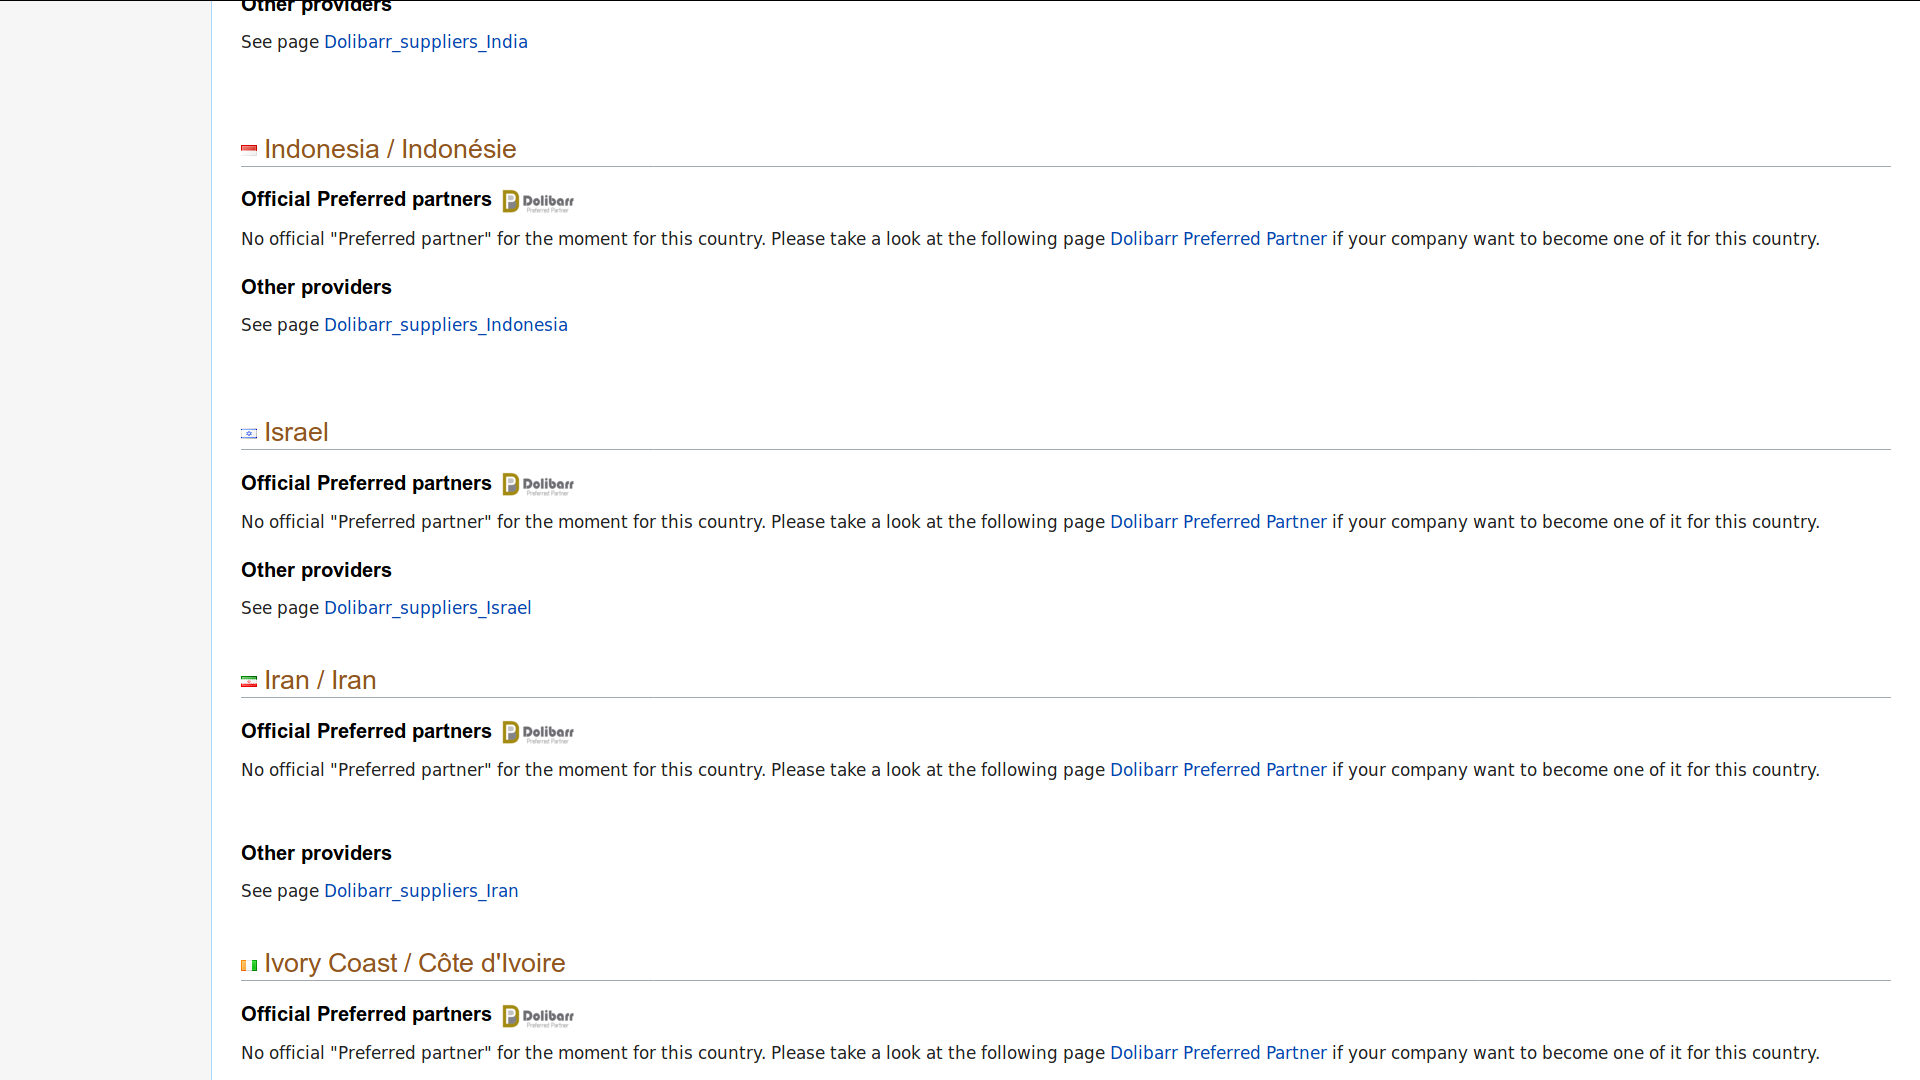 Other providers
See page Dolibarr_suppliers_India
Indonesia / Indonésie
Official Preferred partners Dolibarr Preferred Partner
No official "Preferred partner" for the moment for this country. Please take a look at the following page Dolibarr Preferred Partner if your company want to become one of it for this country.
Other providers
See page Dolibarr_suppliers_Indonesia
Israel
Official Preferred partners Dolibarr Preferred Partner
No official "Preferred partner" for the moment for this country. Please take a look at the following page Dolibarr Preferred Partner if your company want to become one of it for this country.
Other providers
See page Dolibarr_suppliers_Israel
Iran / Iran
Official Preferred partners Dolibarr Preferred Partner
No official "Preferred partner" for the moment for this country. Please take a look at the following page Dolibarr Preferred Partner if your company want to become one of it for this country.
Other providers
See page Dolibarr_suppliers_Iran
Ivory Coast / Côte d'Ivoire
Official Preferred partners Dolibarr Preferred Partner
No official "Preferred partner" for the moment for this country. Please take a look at the following page Dolibarr Preferred Partner if your company want to become one of it for this country.